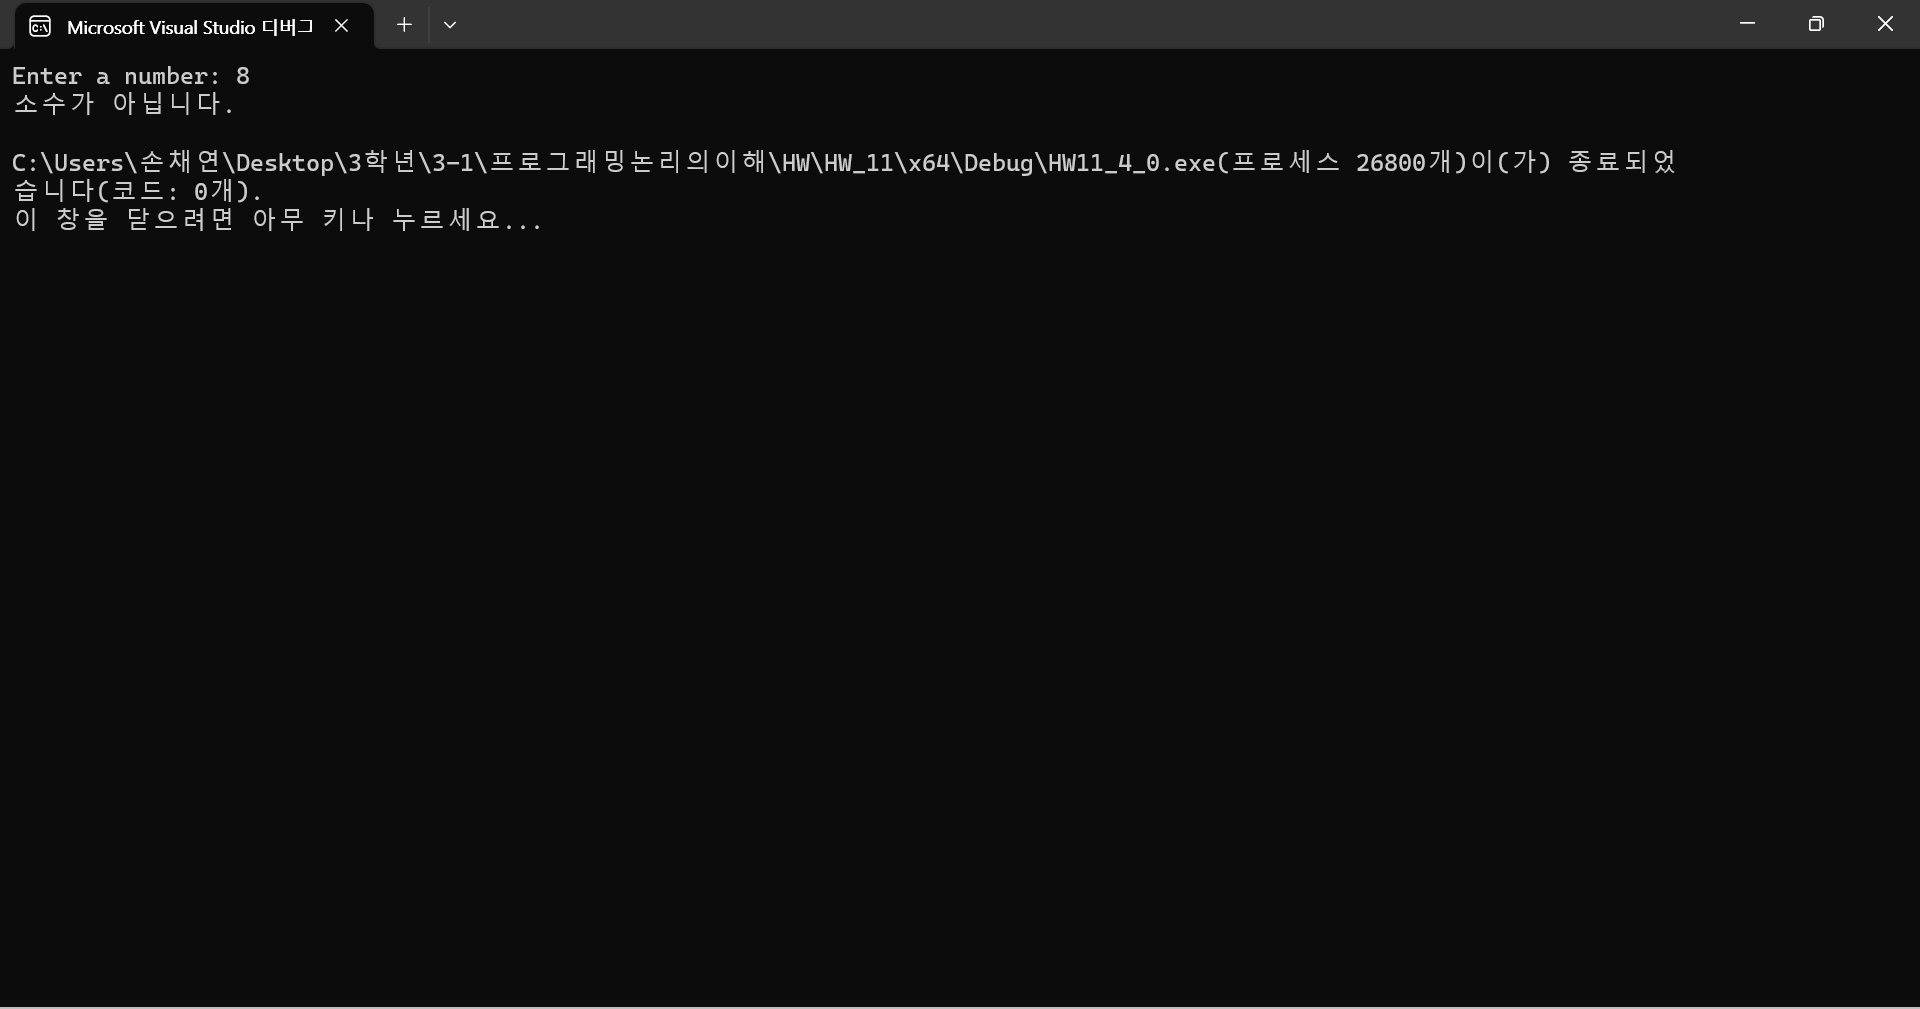 Microsoft Visual Studio 디버그
Enter a number: 8
소수가 아닙니다.
C:\Users\손채연\Desktop\3학년\3-1\프로그래밍논리의이해\HW\HW_11\x64\Debug\HW11_4_0.exe(프로세스 26800개)이(가) 종료되었
습니다(코드: 0개).
이 창을 닫으려면 아무 키나 누르세요...